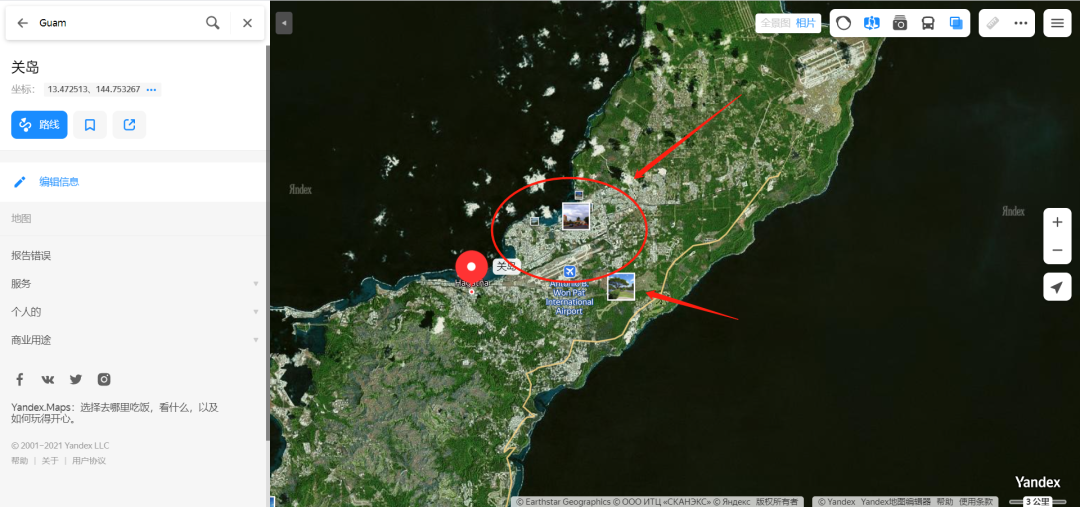 Guam
关岛
坐标： 13.472513、144.753267 •••
路线
编辑信息
地图
报告错误
服务
个人的
商业用途
Yandex.Maps：选择去哪里吃饭，看什么，以及
如何玩得开心。
© 2001–2021 Yandex LLC
帮助 | 关于 | 用户协议
全景图 相片
Яndex
Яndex
关岛
Hagåtña
Antonio B.
Won Pat
International
Airport
Yandex
© Earthstar Geographics © ООО ИТЦ «СКАНЭКС» © Яндекс 版权所有者
© Yandex Yandex地图编辑器 帮助 使用条款
3 公里